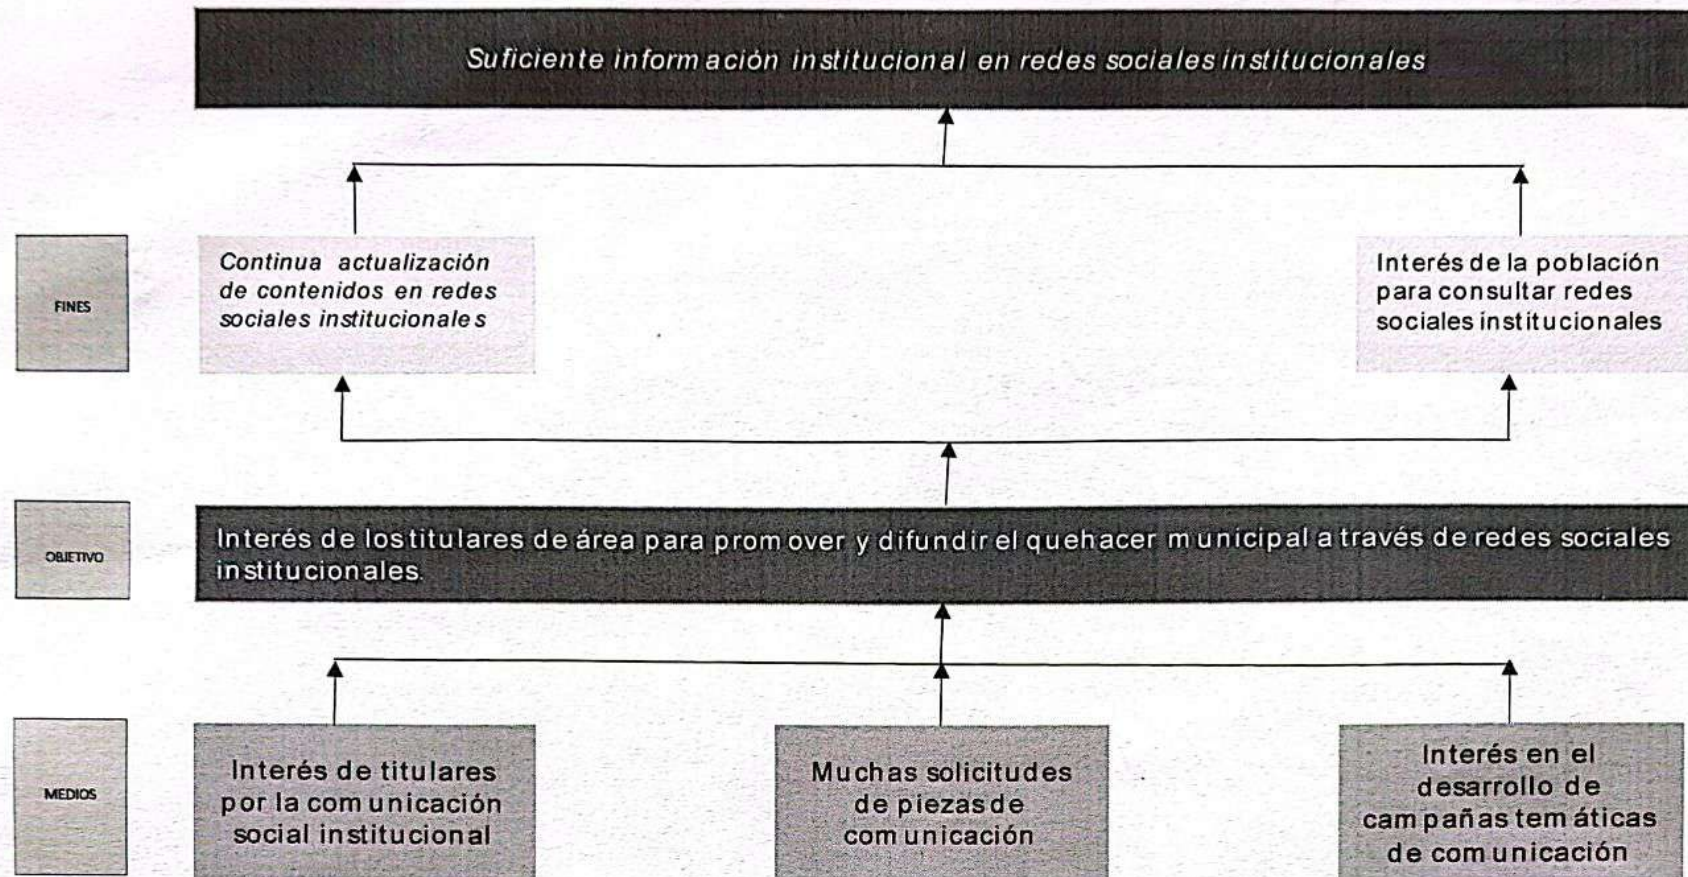 Suficiente información institucional en redes sociales institucionales
FINES
Continua actualización
de contenidos en redes
sociales institucionales
Interés de la población
para consultar redes
sociales institucionales
OBJETIVO
Interés de los titulares de área para promover y difundir el quehacer municipal a través de redes sociales
institucionales.
MEDIOS
Interés de titulares
por la comunicación
social institucional
Muchas solicitudes
de piezas de
comunicación
Interés en el
desarrollo de
campañas temáticas
de comunicación